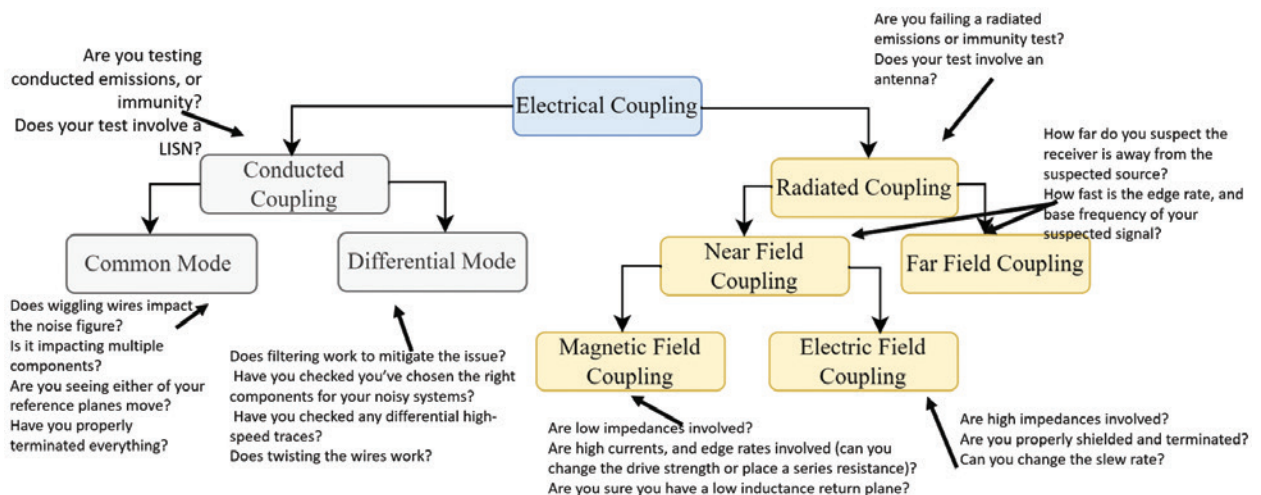 Are you testing
conducted emissions, or
immunity?
Does your test involve a
LISN?
Electrical Coupling
Are you failing a radiated
emissions or immunity test?
Does your test involve an
antenna?
Conducted
Coupling
Radiated Coupling
How far do you suspect the
receiver is away from the
suspected source?
How fast is the edge rate, and
base frequency of your
suspected signal?
Common Mode
Differential Mode
Near Field
Coupling
Far Field Coupling
Does wiggling wires impact
the noise figure?
Is it impacting multiple
components?
Are you seeing either of your
reference planes move?
Have you properly
terminated everything?
Does filtering work to mitigate the issue?
Have you checked you've chosen the right
components for your noisy systems?
Have you checked any differential high-
speed traces?
Does twisting the wires work?
Magnetic Field
Coupling
Electric Field
Coupling
Are low impedances involved?
Are high currents, and edge rates involved (can you
change the drive strength or place a series resistance)?
Are you sure you have a low inductance return plane?
Are high impedances involved?
Are you properly shielded and terminated?
Can you change the slew rate?